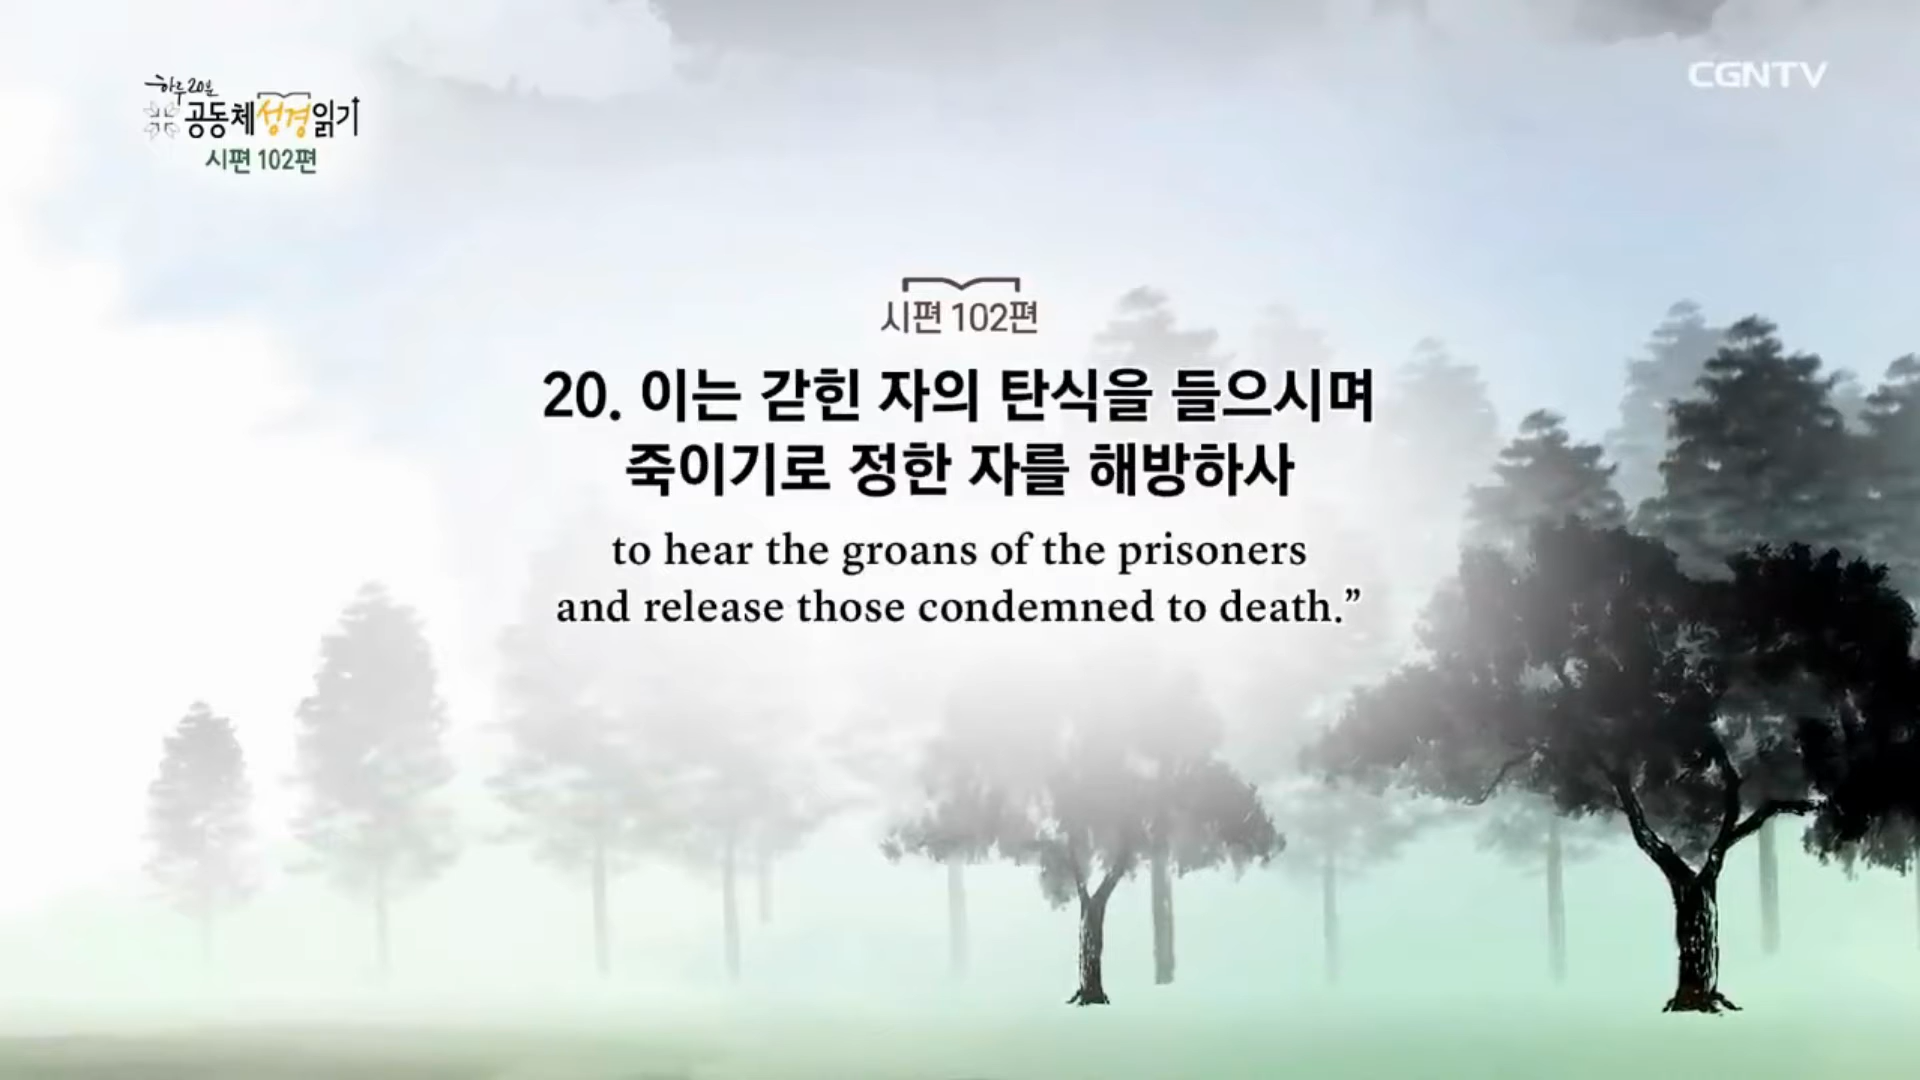 하루 20분
공동체성경읽기
시편 102편
CGNTV
시편 102편
20. 이는 갇힌 자의 탄식을 들으시며
죽이기로 정한 자를 해방하사
to hear the groans of the prisoners
and release those condemned to death.”